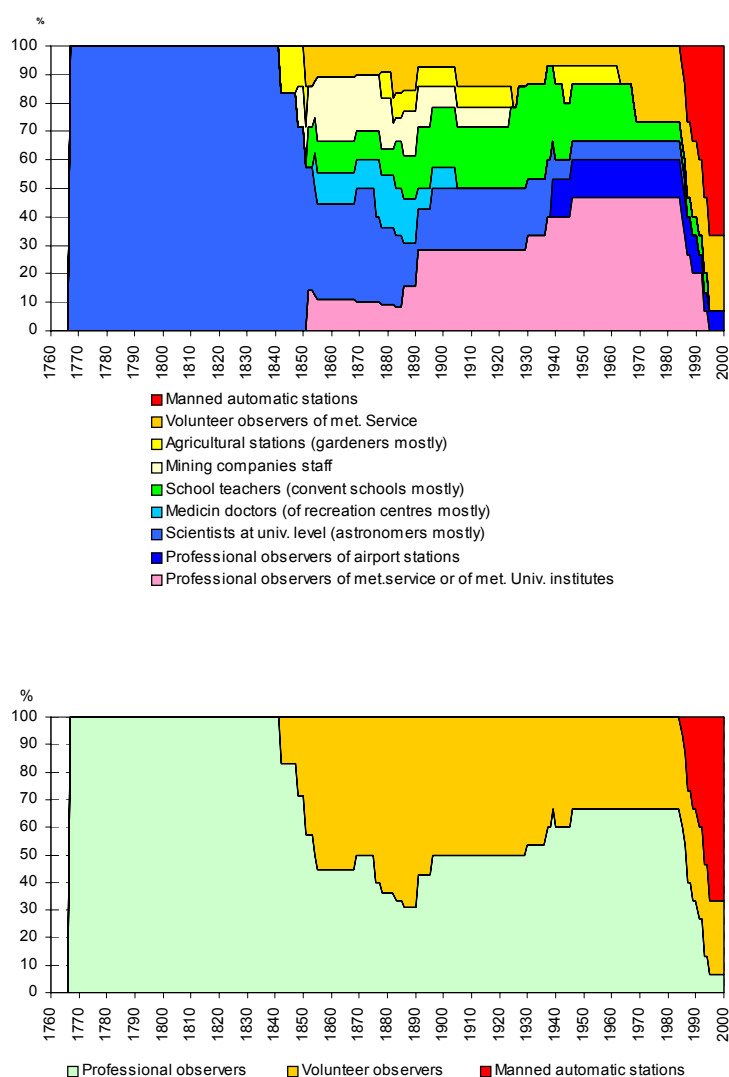 %
100
90
80
70
60
50
40
30
20
10
0
1760 1770 1780 1790 1800 1810 1820 1830 1840 1850 1860 1870 1880 1890 1900 1910 1920 1930 1940 1950 1960 1970 1980 1990 2000
Manned automatic stations
Volunteer observers of met. Service
Agricultural stations (gardeners mostly)
Mining companies staff
School teachers (convent schools mostly)
Medicin doctors (of recreation centres mostly)
Scientists at univ. level (astronomers mostly)
Professional observers of airport stations
Professional observers of met.service or of met. Univ. institutes
%
100
90
80
70
60
50
40
30
20
10
0
1760 1770 1780 1790 1800 1810 1820 1830 1840 1850 1860 1870 1880 1890 1900 1910 1920 1930 1940 1950 1960 1970 1980 1990 2000
Professional observers Volunteer observers Manned automatic stations